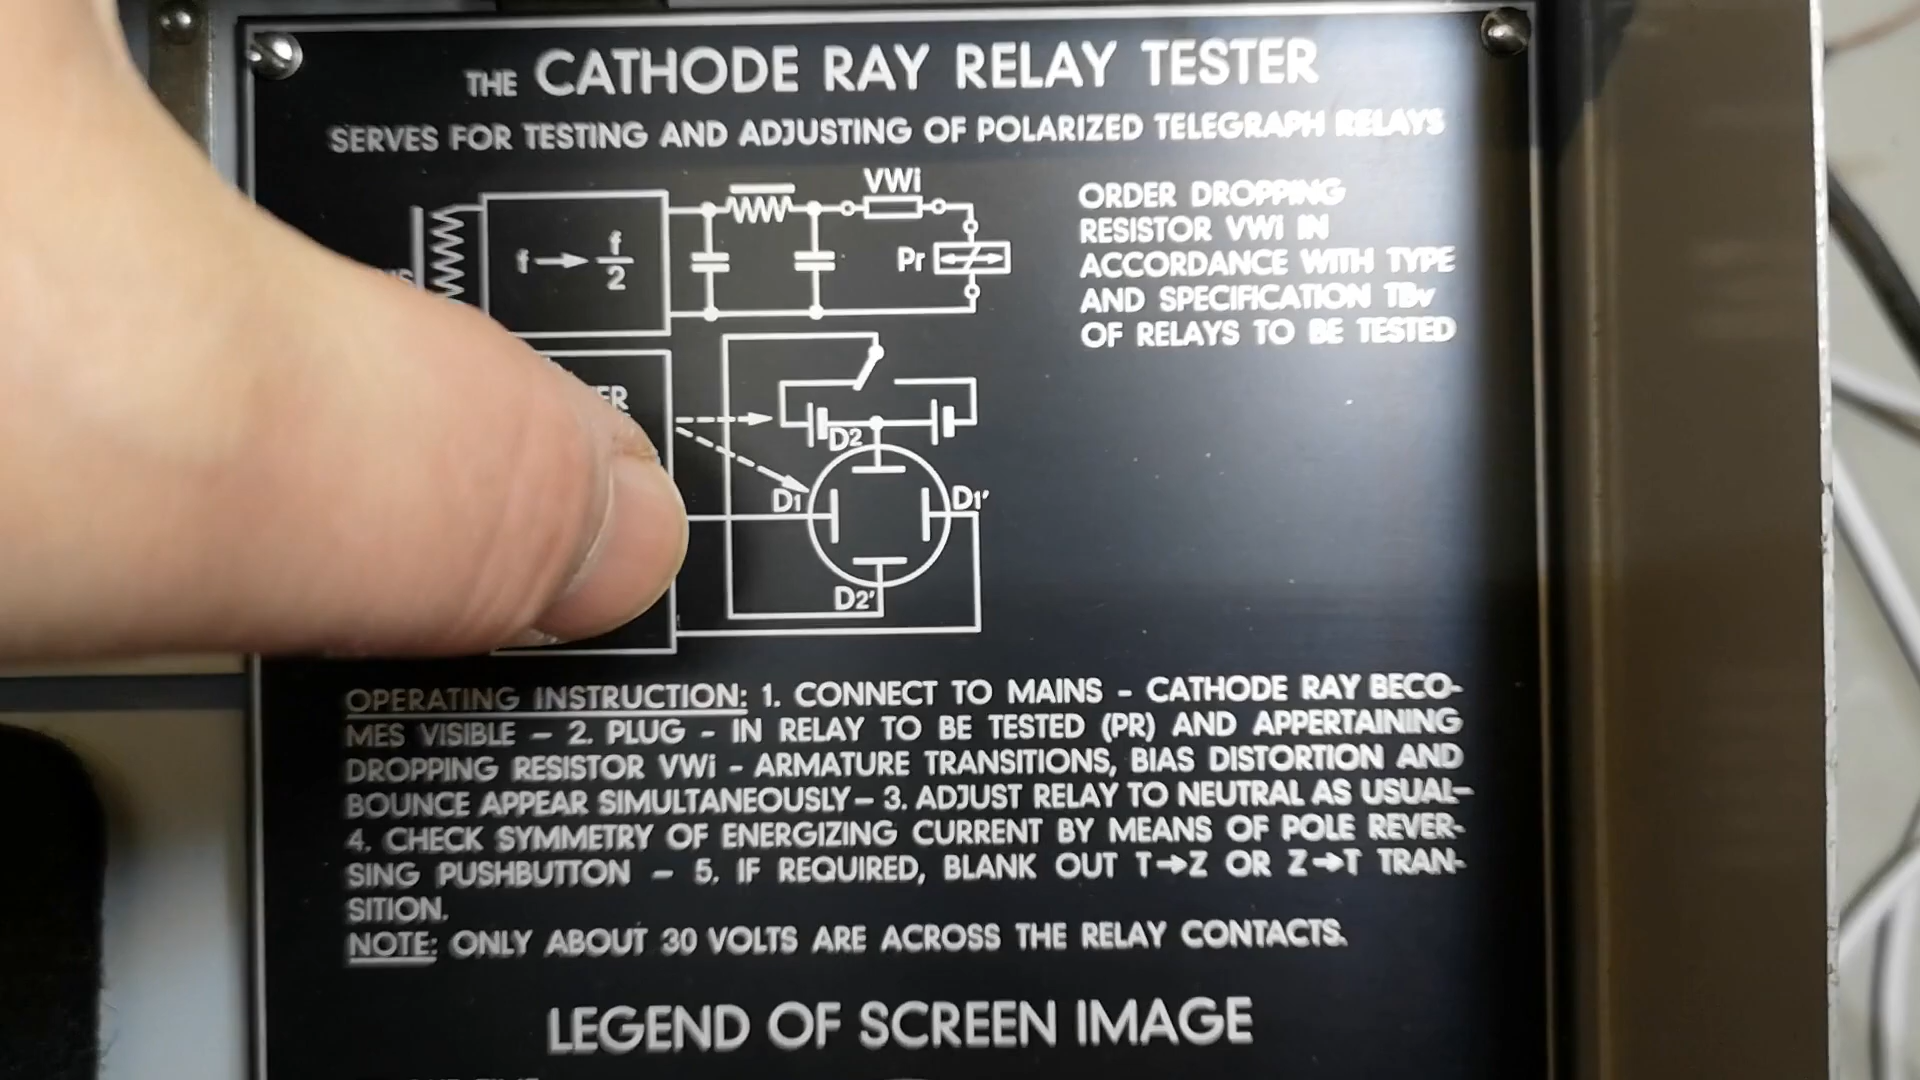 THE CATHODE RAY RELAY TESTER
SERVES FOR TESTING AND ADJUSTING OF POLARIZED TELEGRAPH RELAYS
VWi
f → f/2
Pr
ORDER DROPPING
RESISTOR VWi IN
ACCORDANCE WITH TYPE
AND SPECIFICATION TBv
OF RELAYS TO BE TESTED
D2
D1
D1'
D2'
OPERATING INSTRUCTION: 1. CONNECT TO MAINS – CATHODE RAY BECO-
MES VISIBLE – 2. PLUG - IN RELAY TO BE TESTED (PR) AND APPERTAINING
DROPPING RESISTOR VWi - ARMATURE TRANSITIONS, BIAS DISTORTION AND
BOUNCE APPEAR SIMULTANEOUSLY – 3. ADJUST RELAY TO NEUTRAL AS USUAL–
4. CHECK SYMMETRY OF ENERGIZING CURRENT BY MEANS OF POLE REVER-
SING PUSHBUTTON – 5. IF REQUIRED, BLANK OUT T→Z OR Z→T TRAN-
SITION.
NOTE: ONLY ABOUT 30 VOLTS ARE ACROSS THE RELAY CONTACTS.
LEGEND OF SCREEN IMAGE